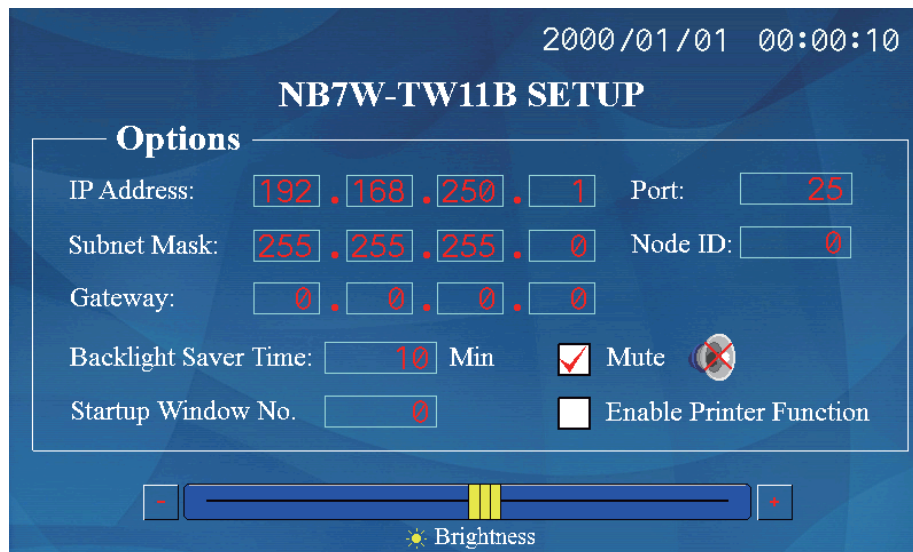 2000/01/01 00:00:10
NB7W-TW11B SETUP
Options
IP Address: 192 . 168 . 250 . 1 Port: 25
Subnet Mask: 255 . 255 . 255 . 0 Node ID: 0
Gateway: 0 . 0 . 0 . 0
Backlight Saver Time: 10 Min Mute
Startup Window No. 0 Enable Printer Function
- +
Brightness